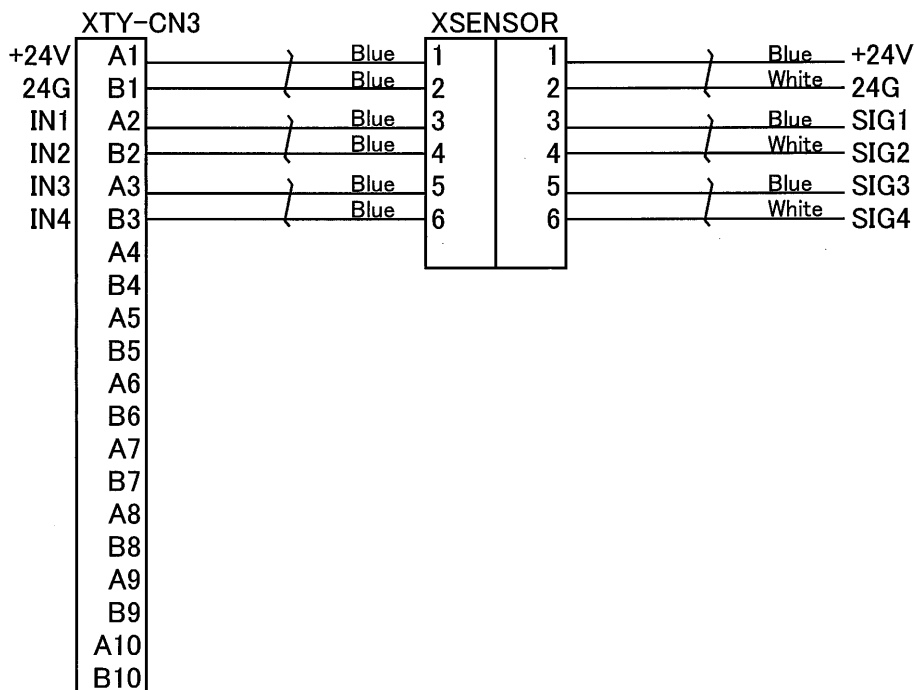 XTY-CN3 XSENSOR
+24V A1 Blue 1 1 Blue +24V
24G B1 Blue 2 2 White 24G
IN1 A2 Blue 3 3 Blue SIG1
IN2 B2 Blue 4 4 White SIG2
IN3 A3 Blue 5 5 Blue SIG3
IN4 B3 Blue 6 6 White SIG4
A4
B4
A5
B5
A6
B6
A7
B7
A8
B8
A9
B9
A10
B10